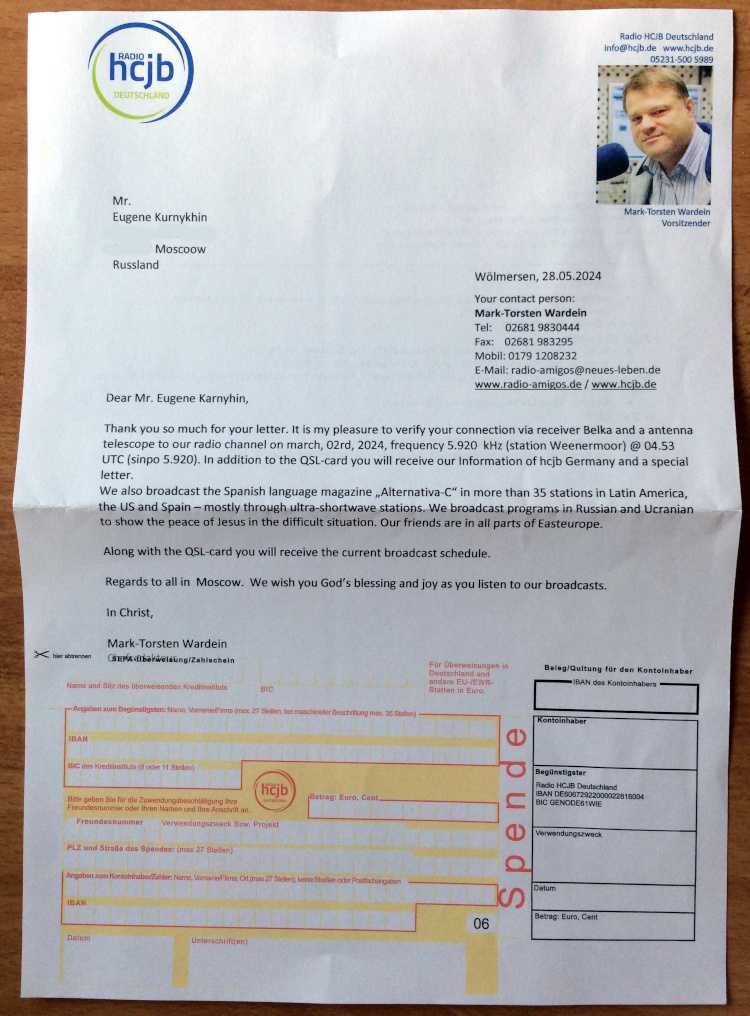 RADIO
hcjb
DEUTSCHLAND
Radio HCJB Deutschland
info@hcjb.de www.hcjb.de
05231-500 5989
Mark-Torsten Wardein
Vorsitzender
Mr.
Eugene Kurnykhin
Moscoow
Russland
Wölmersen, 28.05.2024
Your contact person:
Mark-Torsten Wardein
Tel: 02681 9830444
Fax: 02681 983295
Mobil: 0179 1208232
E-Mail: radio-amigos@neues-leben.de
www.radio-amigos.de / www.hcjb.de
Dear Mr. Eugene Karnyhin,
Thank you so much for your letter. It is my pleasure to verify your connection via receiver Belka and a antenna
telescope to our radio channel on march, 02rd, 2024, frequency 5.920 kHz (station Weenermoor) @ 04.53
UTC (sinpo 5.920). In addition to the QSL-card you will receive our Information of hcjb Germany and a special
letter.
We also broadcast the Spanish language magazine „Alternativa-C“ in more than 35 stations in Latin America,
the US and Spain – mostly through ultra-shortwave stations. We broadcast programs in Russian and Ucranian
to show the peace of Jesus in the difficult situation. Our friends are in all parts of Easteurope.
Along with the QSL-card you will receive the current broadcast schedule.
Regards to all in Moscow. We wish you God's blessing and joy as you listen to our broadcasts.
In Christ,
Mark-Torsten Wardein
hier abtrennen
SEPA-Überweisung/Zahlschein
Für Überweisungen in
Deutschland und
andere EU-/EWR-
Statten in Euro.
Name und Sitz des überweisenden Kreditinstituts
BIC
Angaben zum Begünstigten: Name, Vorname/Firma (max. 27 Stellen, bei maschineller Beschriftung max. 35 Stellen)
IBAN
BIC des Kreditinstituts (8 oder 11 Stellen)
hcjb
Betrag: Euro, Cent
Bitte geben Sie für die Zuwendungsbestätigung Ihre
Freundesnummer oder Ihren Namen und Ihre Anschrift an.
Freundesnummer Verwendungszweck Bzw. Projekt
PLZ und Straße des Spenders: (max 27 Stellen)
Angaben zum Kontoinhaber/Zahler: Name, Vorname/Firma, Ort (max 27 Stellen), keine Straßen oder Postfachangaben
IBAN
06
Datum Unterschrift(en)
Spende
Beleg/Quitung für den Kontoinhaber
IBAN des Kontoinhabers
Kontoinhaber
Begünstigter
Radio HCJB Deutschland
IBAN DE60672922000022818004
BIC GENODE61WIE
Verwendungszweck
Datum
Betrag: Euro, Cent